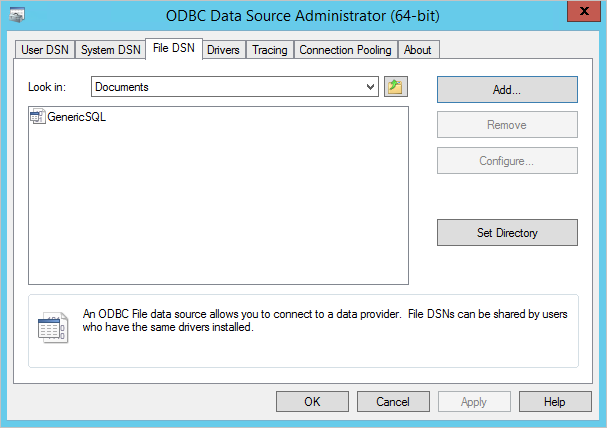 ODBC Data Source Administrator (64-bit)
User DSN System DSN File DSN Drivers Tracing Connection Pooling About
Look in: Documents Add...
GenericSQL
Remove
Configure...
Set Directory
An ODBC File data source allows you to connect to a data provider. File DSNs can be shared by users
who have the same drivers installed.
OK Cancel Apply Help